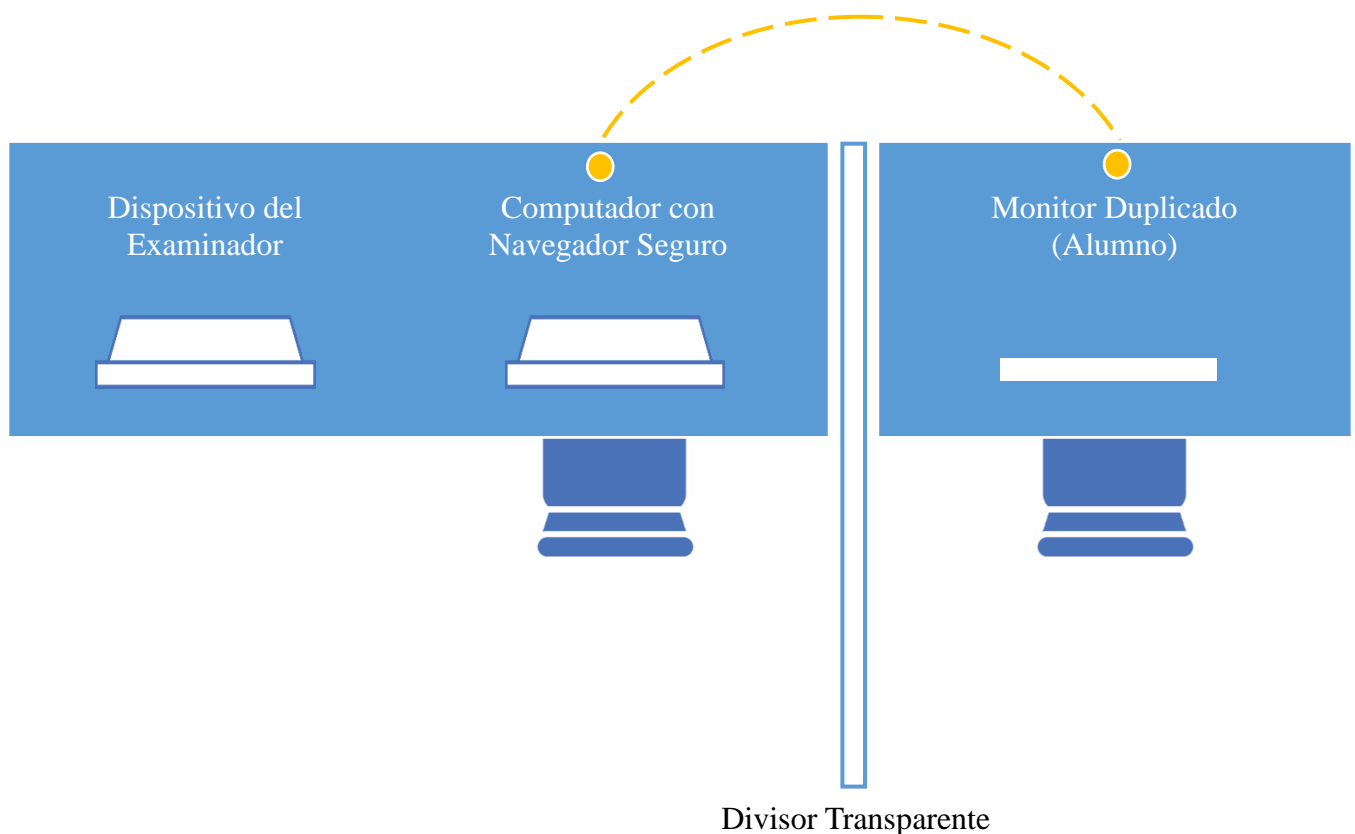 Dispositivo del
Examinador
Computador con
Navegador Seguro
Monitor Duplicado
(Alumno)
Divisor Transparente